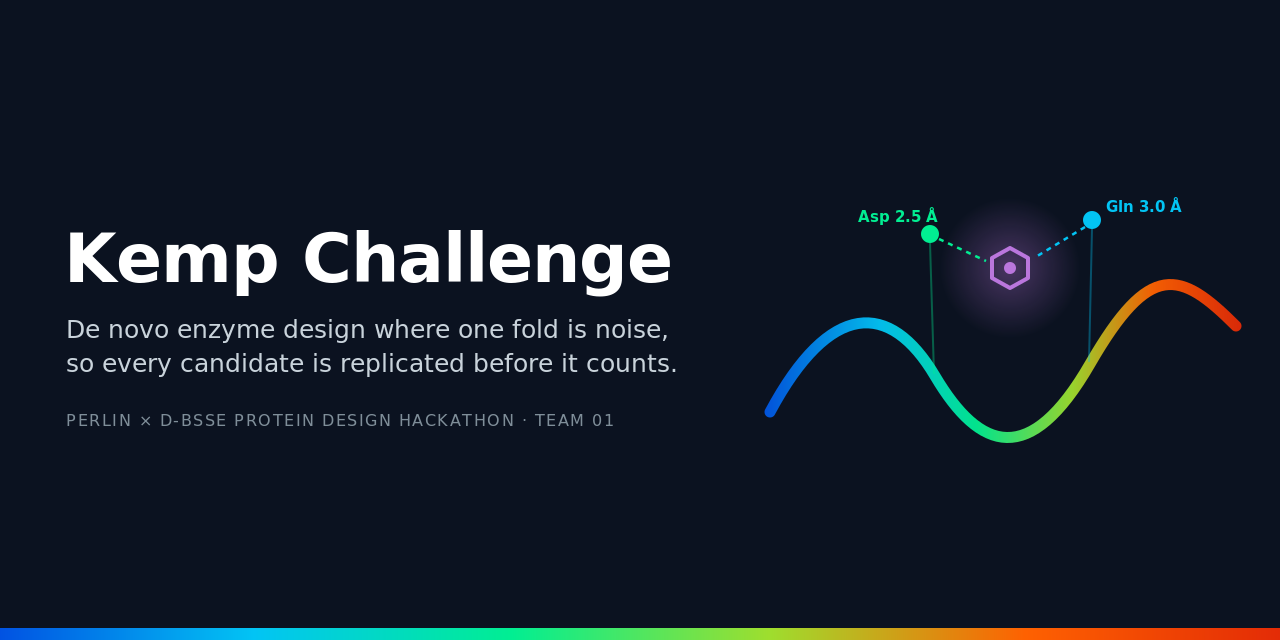 Kemp Challenge
De novo enzyme design where one fold is noise,
so every candidate is replicated before it counts.
PERLIN × D-BSSE PROTEIN DESIGN HACKATHON · TEAM 01
Asp 2.5 Å
Gln 3.0 Å